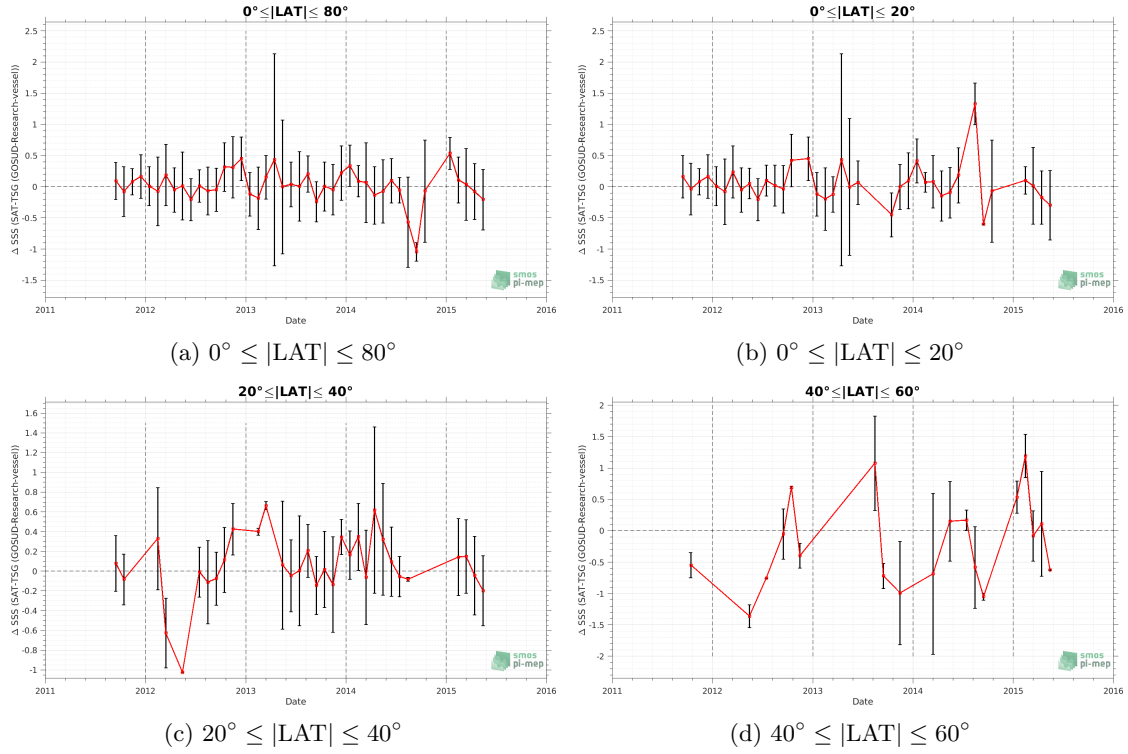 0°≤|LAT|≤ 80°
Δ SSS (SAT-TSG (GOSUD-Research-vessel))
2.5
2
1.5
1
0.5
0
-0.5
-1
-1.5
2011 2012 2013 2014 2015 2016
Date
smos
pi-mep
(a) 0° ≤ |LAT| ≤ 80°
0°≤|LAT|≤ 20°
Δ SSS (SAT-TSG (GOSUD-Research-vessel))
2.5
2
1.5
1
0.5
0
-0.5
-1
-1.5
2011 2012 2013 2014 2015 2016
Date
smos
pi-mep
(b) 0° ≤ |LAT| ≤ 20°
20°≤|LAT|≤ 40°
Δ SSS (SAT-TSG (GOSUD-Research-vessel))
1.6
1.4
1.2
1
0.8
0.6
0.4
0.2
0
-0.2
-0.4
-0.6
-0.8
-1
2011 2012 2013 2014 2015 2016
Date
smos
pi-mep
(c) 20° ≤ |LAT| ≤ 40°
40°≤|LAT|≤ 60°
Δ SSS (SAT-TSG (GOSUD-Research-vessel))
2
1.5
1
0.5
0
-0.5
-1
-1.5
-2
2011 2012 2013 2014 2015 2016
Date
smos
pi-mep
(d) 40° ≤ |LAT| ≤ 60°